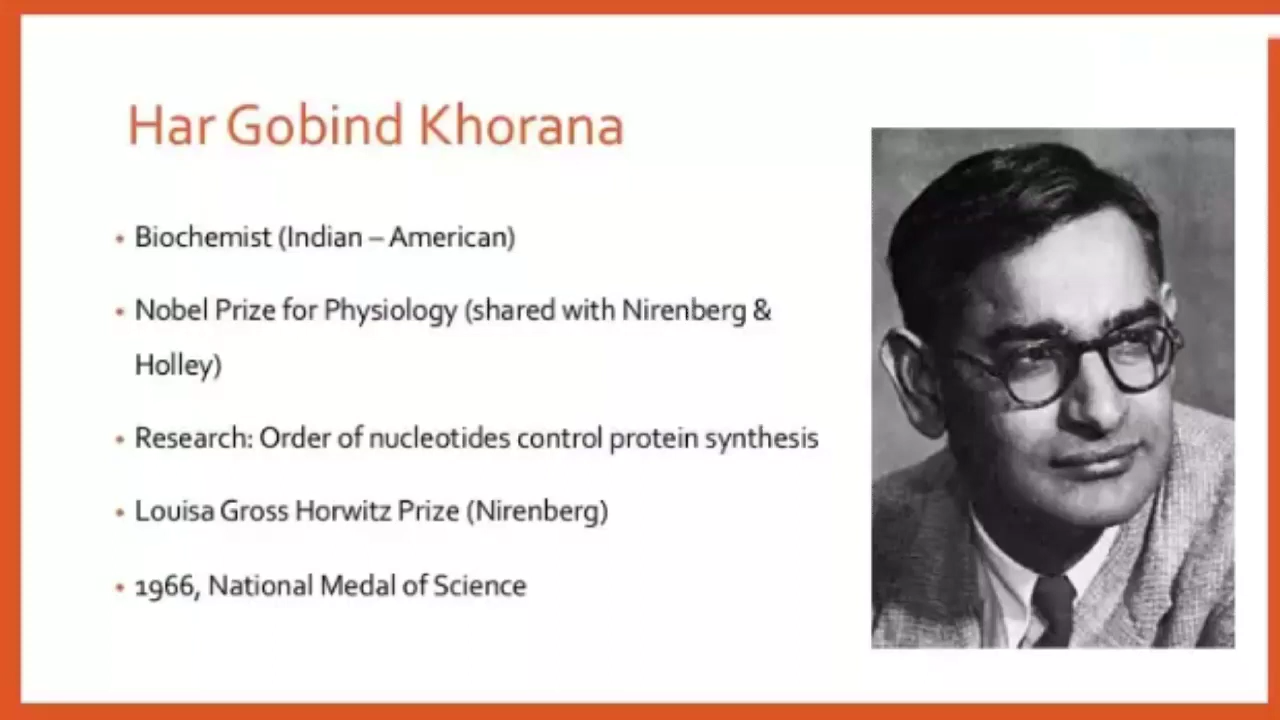 Har Gobind Khorana
• Biochemist (Indian – American)
• Nobel Prize for Physiology (shared with Nirenberg &
Holley)
• Research: Order of nucleotides control protein synthesis
• Louisa Gross Horwitz Prize (Nirenberg)
• 1966, National Medal of Science